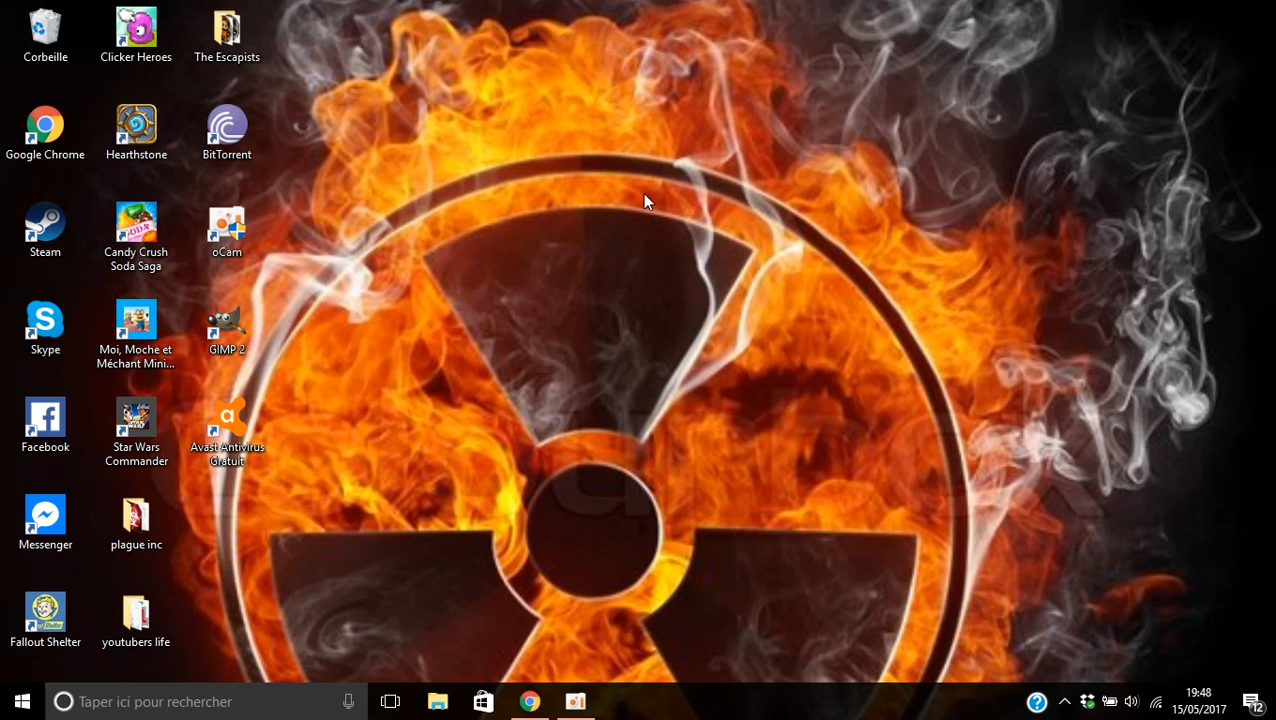 Corbeille
Clicker Heroes
The Escapists
Google Chrome
Hearthstone
BitTorrent
Steam
Candy Crush
Soda Saga
oCam
Skype
Moi, Moche et
Méchant Mini...
GIMP 2
Facebook
Star Wars
Commander
Avast Antivirus
Gratuit
Messenger
plague inc
Fallout Shelter
youtubers life
Taper ici pour rechercher
19:48
15/05/2017
12